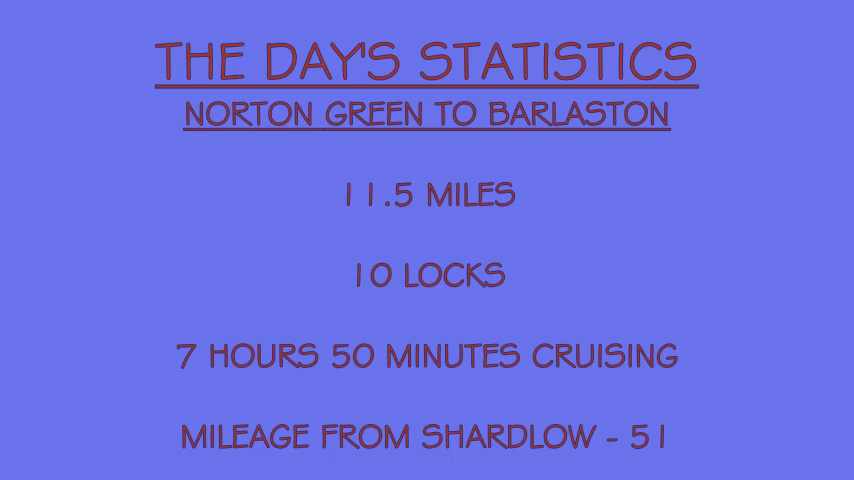 THE DAY'S STATISTICS
NORTON GREEN TO BARLASTON
11.5 MILES
10 LOCKS
7 HOURS 50 MINUTES CRUISING
MILEAGE FROM SHARDLOW - 51